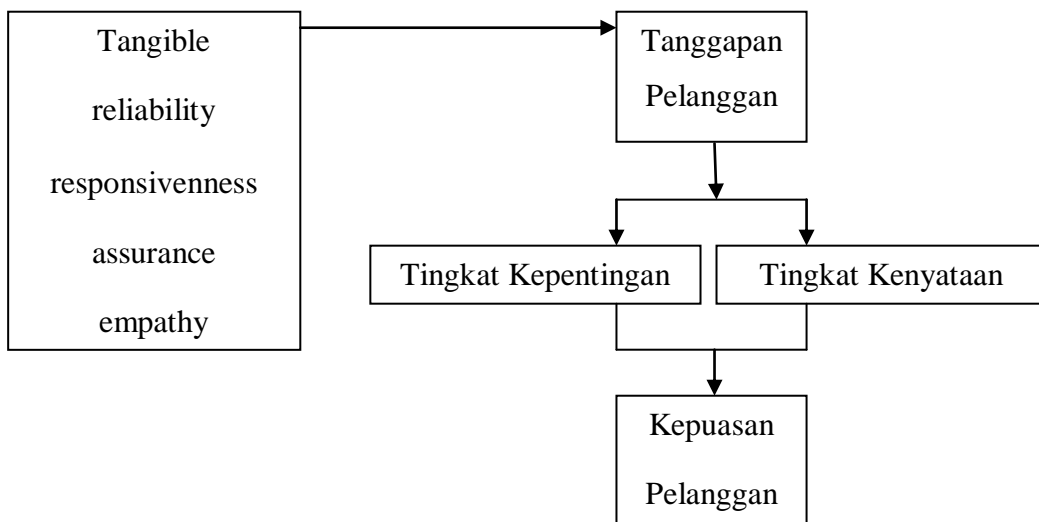 Tangible
reliability
responsivenness
assurance
empathy
Tanggapan
Pelanggan
Tingkat Kepentingan
Tingkat Kenyataan
Kepuasan
Pelanggan